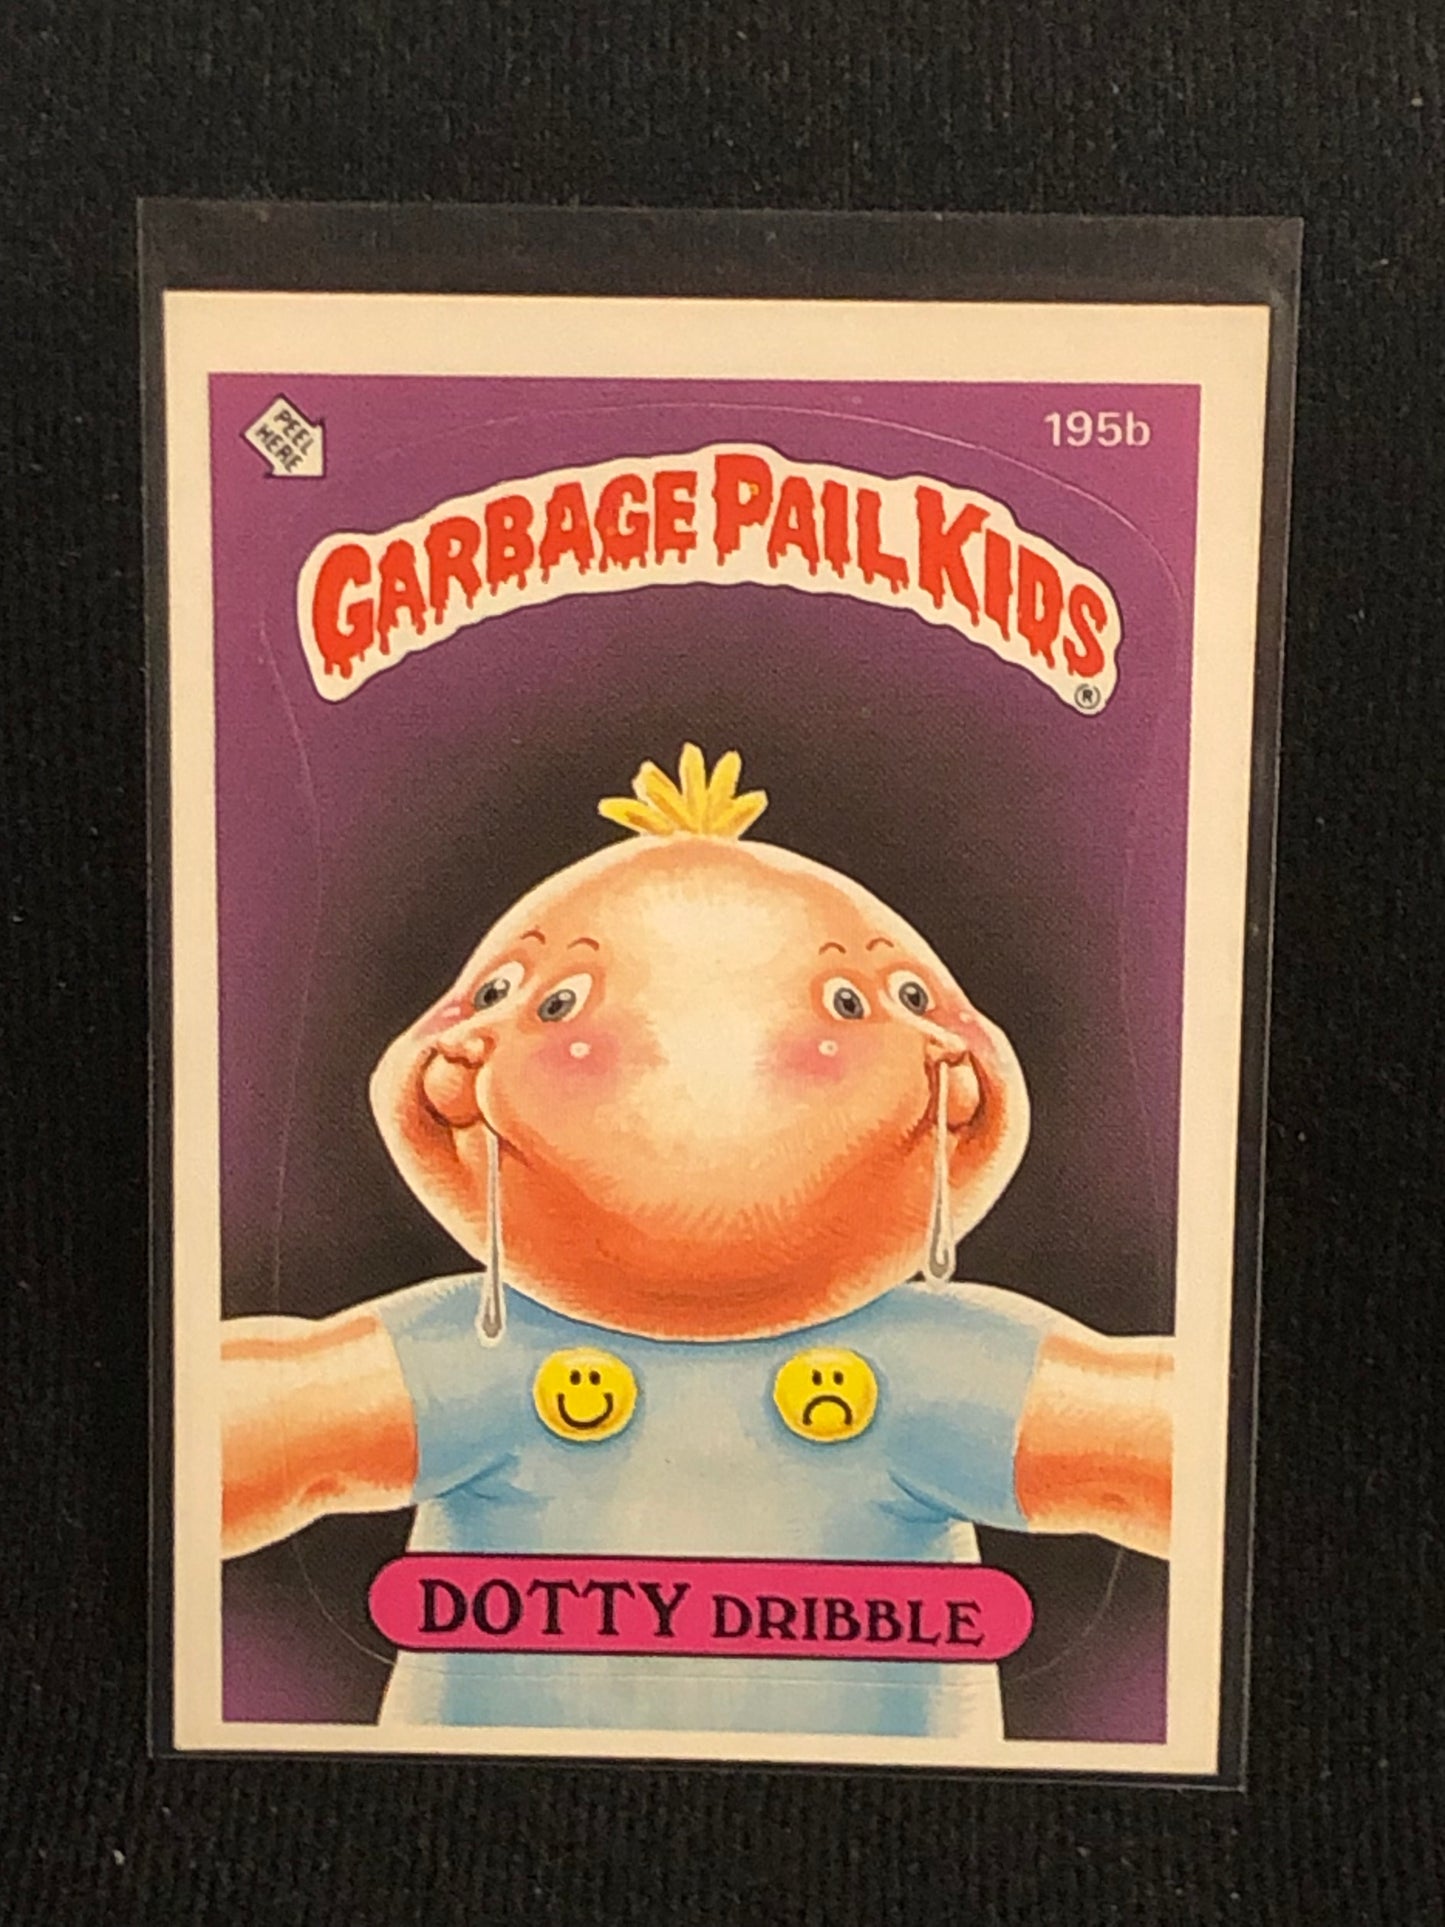 PEEL
HERE
195b
GARBAGE PAIL KIDS
®
DOTTY DRIBBLE